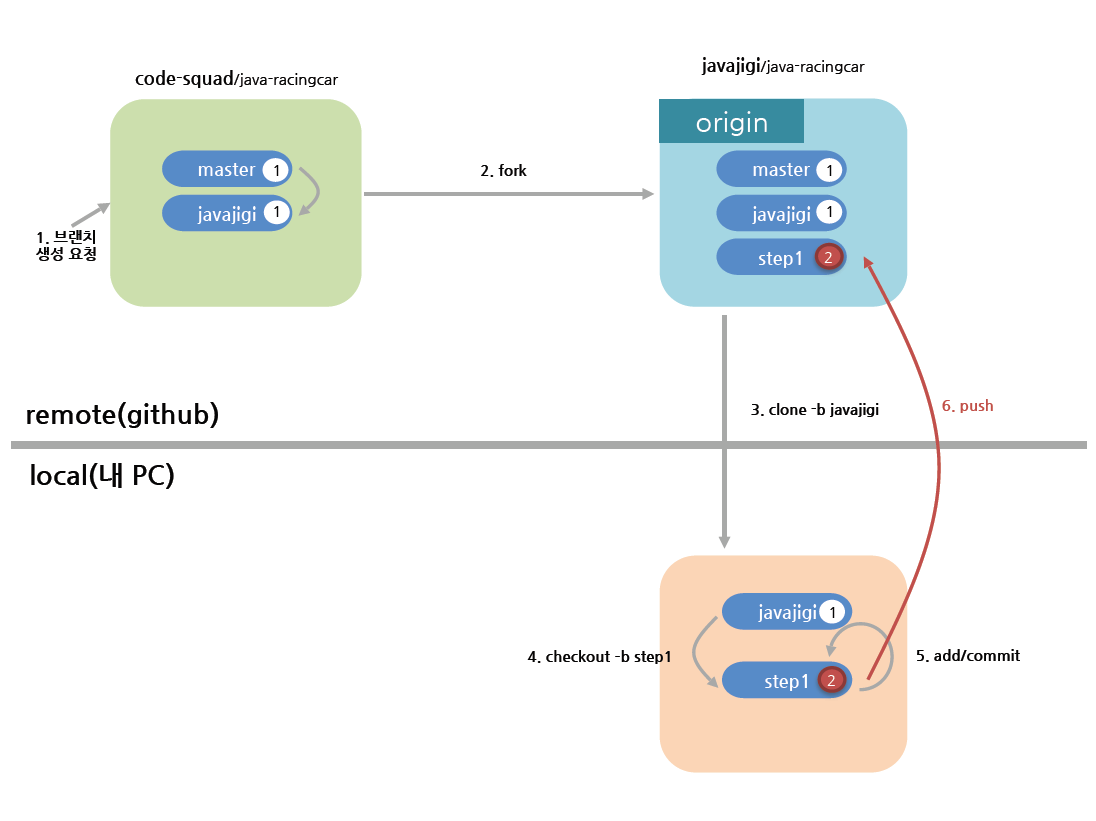 code-squad/java-racingcar
master 1
javajigi 1
1. 브랜치
생성 요청
2. fork
javajigi/java-racingcar
origin
master 1
javajigi 1
step1 2
remote(github)
3. clone -b javajigi
6. push
local(내 PC)
javajigi 1
4. checkout -b step1
5. add/commit
step1 2